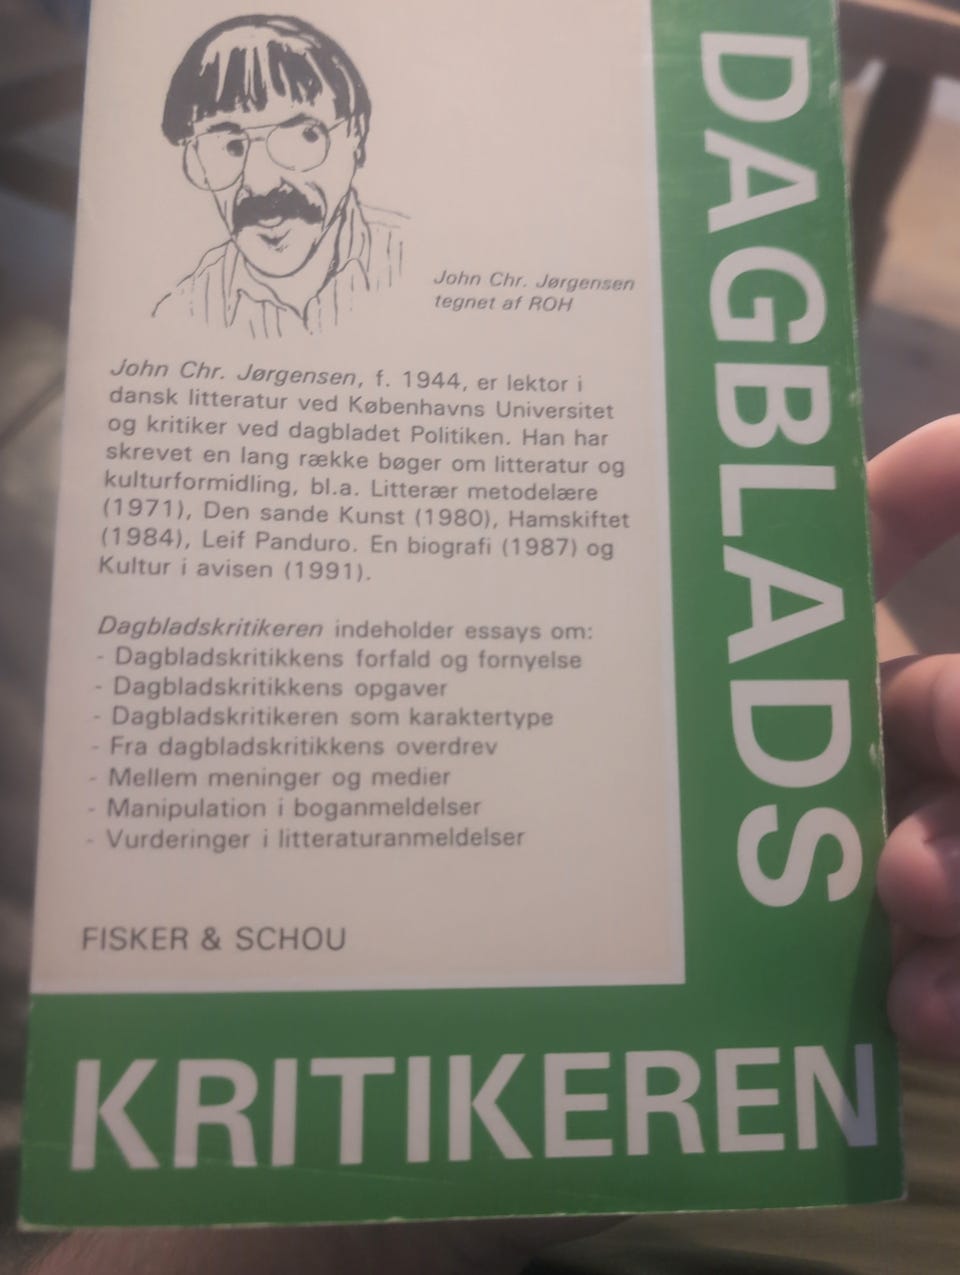 John Chr. Jørgensen
tegnet af ROH
John Chr. Jørgensen, f. 1944, er lektor i
dansk litteratur ved Københavns Universitet
og kritiker ved dagbladet Politiken. Han har
skrevet en lang række bøger om litteratur og
kulturformidling, bl.a. Litterær metodelære
(1971), Den sande Kunst (1980), Hamskiftet
(1984), Leif Panduro. En biografi (1987) og
Kultur i avisen (1991).
Dagbladskritikeren indeholder essays om:
- Dagbladskritikkens forfald og fornyelse
- Dagbladskritikkens opgaver
- Dagbladskritikeren som karaktertype
- Fra dagbladskritikkens overdrev
- Mellem meninger og medier
- Manipulation i boganmeldelser
- Vurderinger i litteraturanmeldelser
FISKER & SCHOU
DAGBLADS
KRITIKEREN